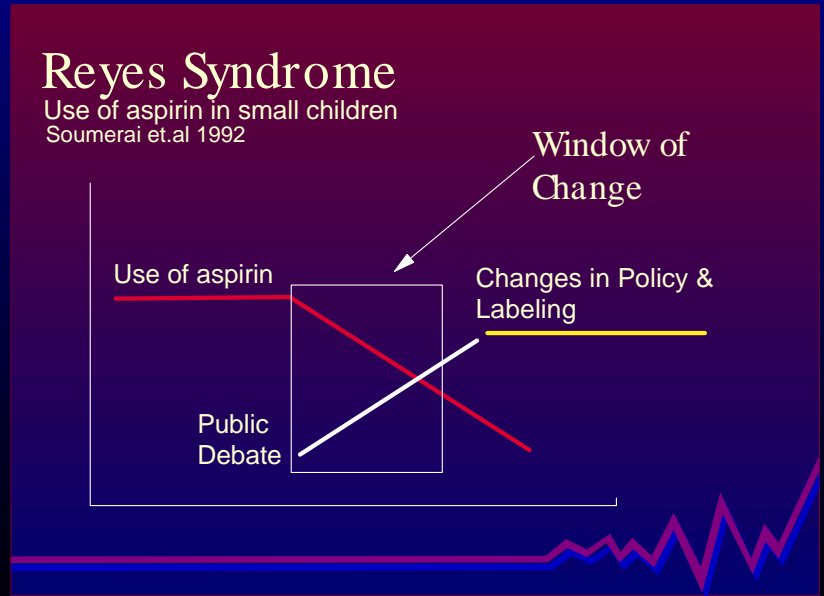 Reyes Syndrome
Use of aspirin in small children
Soumerai et.al 1992
Window of
Change
Use of aspirin
Changes in Policy &
Labeling
Public
Debate